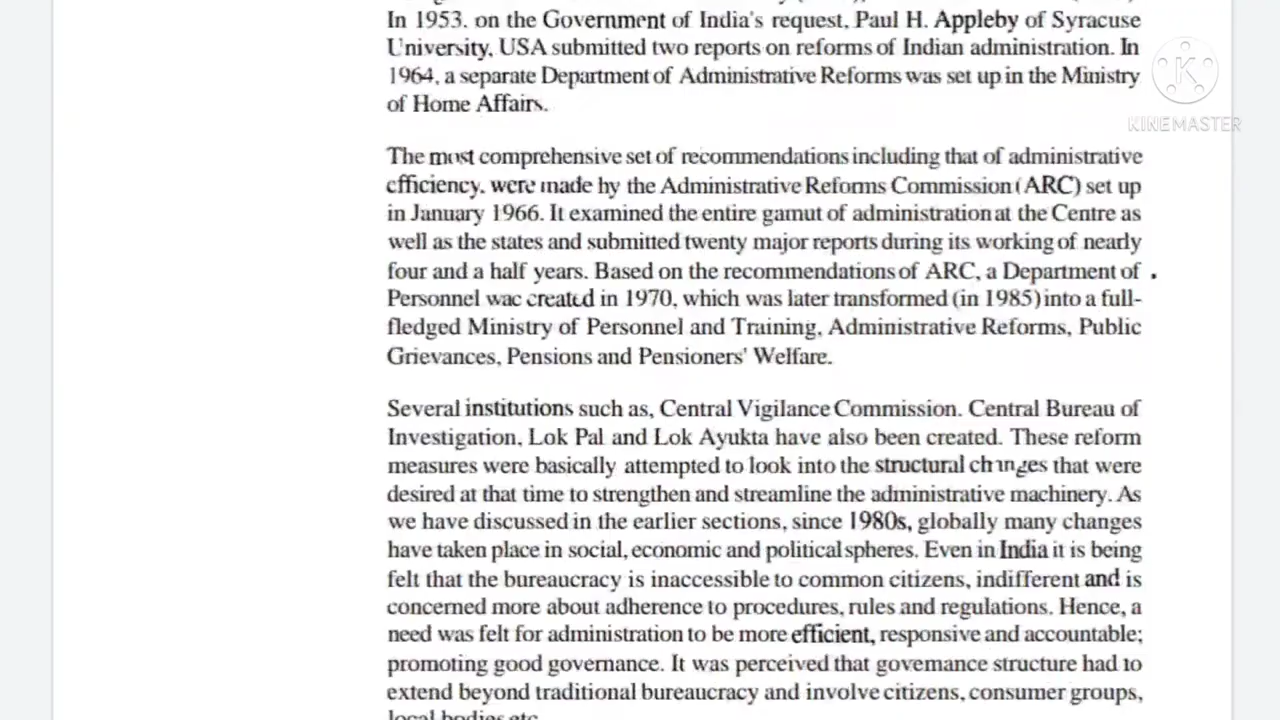 In 1953. on the Government of India's request, Paul H. Appleby of Syracuse
University, USA submitted two reports on reforms of Indian administration. In
1964, a separate Department of Administrative Reforms was set up in the Ministry
of Home Affairs.
KINEMASTER
The most comprehensive set of recommendations including that of administrative
efficiency. were made by the Administrative Reforms Commission (ARC) set up
in January 1966. It examined the entire gamut of administration at the Centre as
well as the states and submitted twenty major reports during its working of nearly
four and a half years. Based on the recommendations of ARC, a Department of
Personnel wac created in 1970, which was later transformed (in 1985) into a full-
fledged Ministry of Personnel and Training, Administrative Reforms, Public
Grievances, Pensions and Pensioners' Welfare.
Several institutions such as, Central Vigilance Commission. Central Bureau of
Investigation, Lok Pal and Lok Ayukta have also been created. These reform
measures were basically attempted to look into the structural changes that were
desired at that time to strengthen and streamline the administrative machinery. As
we have discussed in the earlier sections, since 1980s, globally many changes
have taken place in social, economic and political spheres. Even in India it is being
felt that the bureaucracy is inaccessible to common citizens, indifferent and is
concerned more about adherence to procedures, rules and regulations. Hence, a
need was felt for administration to be more efficient, responsive and accountable;
promoting good governance. It was perceived that governance structure had to
extend beyond traditional bureaucracy and involve citizens, consumer groups,
local bodies etc.